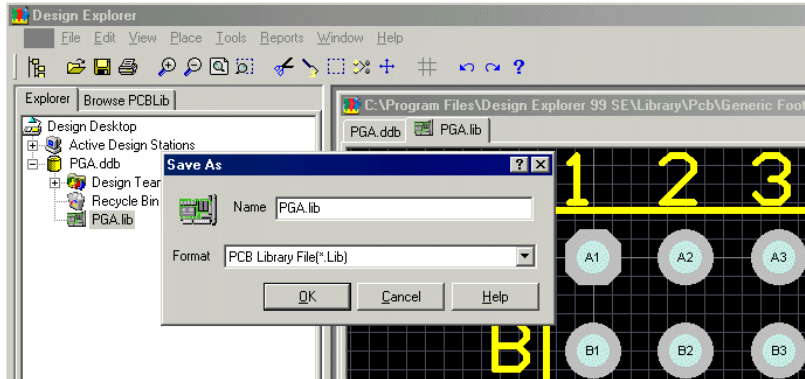 Design Explorer
File Edit View Place Tools Reports Window Help
Explorer Browse PCBLib
Design Desktop
Active Design Stations
PGA.ddb
Design Tear
Recycle Bin
PGA.lib
C:\Program Files\Design Explorer 99 SE\Library\Pcb\Generic Foot
PGA.ddb PGA.lib
Save As
Name PGA.lib
Format PCB Library File(*.Lib)
OK Cancel Help
1 2 3
A1 A2 A3
B B1 B2 B3